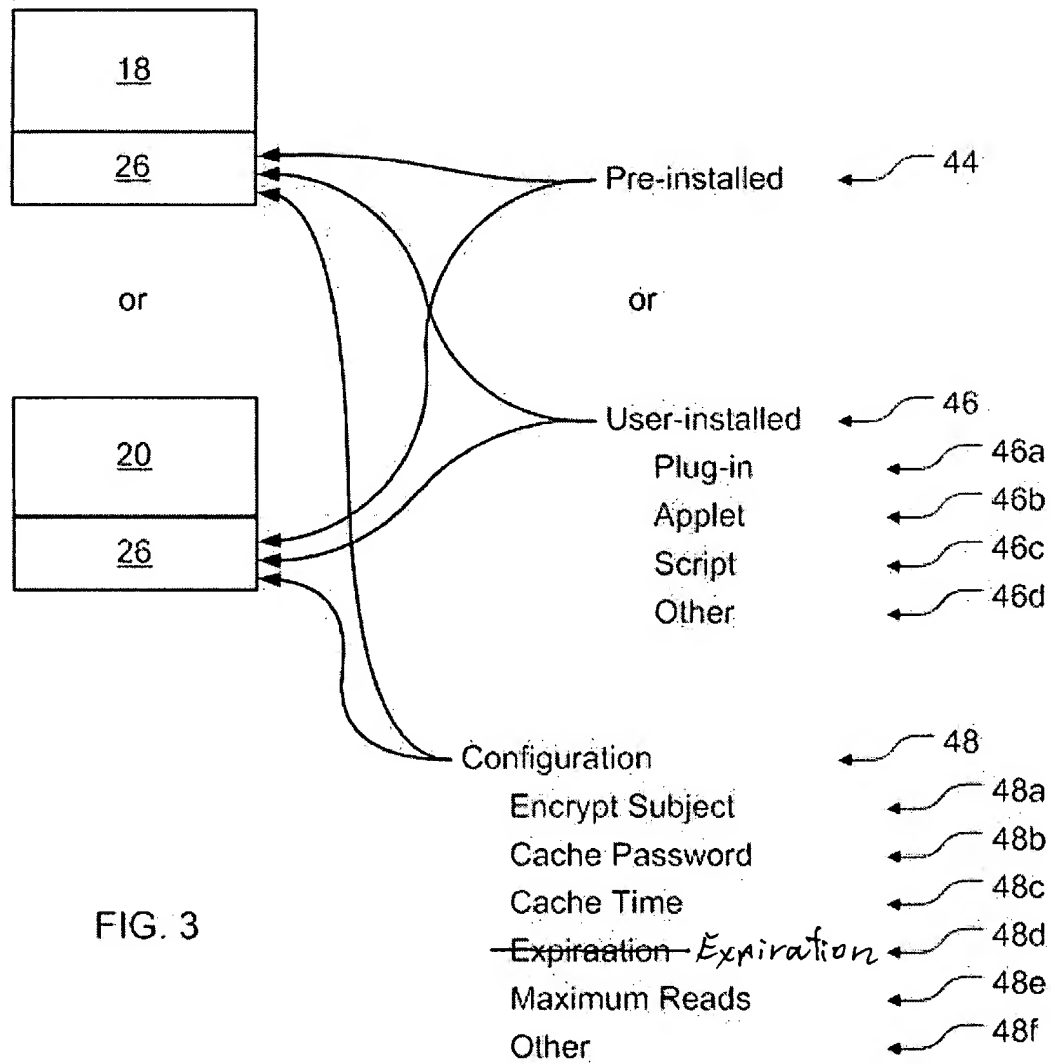 18
26
Pre-installed 44
or or
20
26
User-installed 46
Plug-in 46a
Applet 46b
Script 46c
Other 46d
Configuration 48
Encrypt Subject 48a
Cache Password 48b
Cache Time 48c
Expiraation Expiration 48d
Maximum Reads 48e
Other 48f
FIG. 3